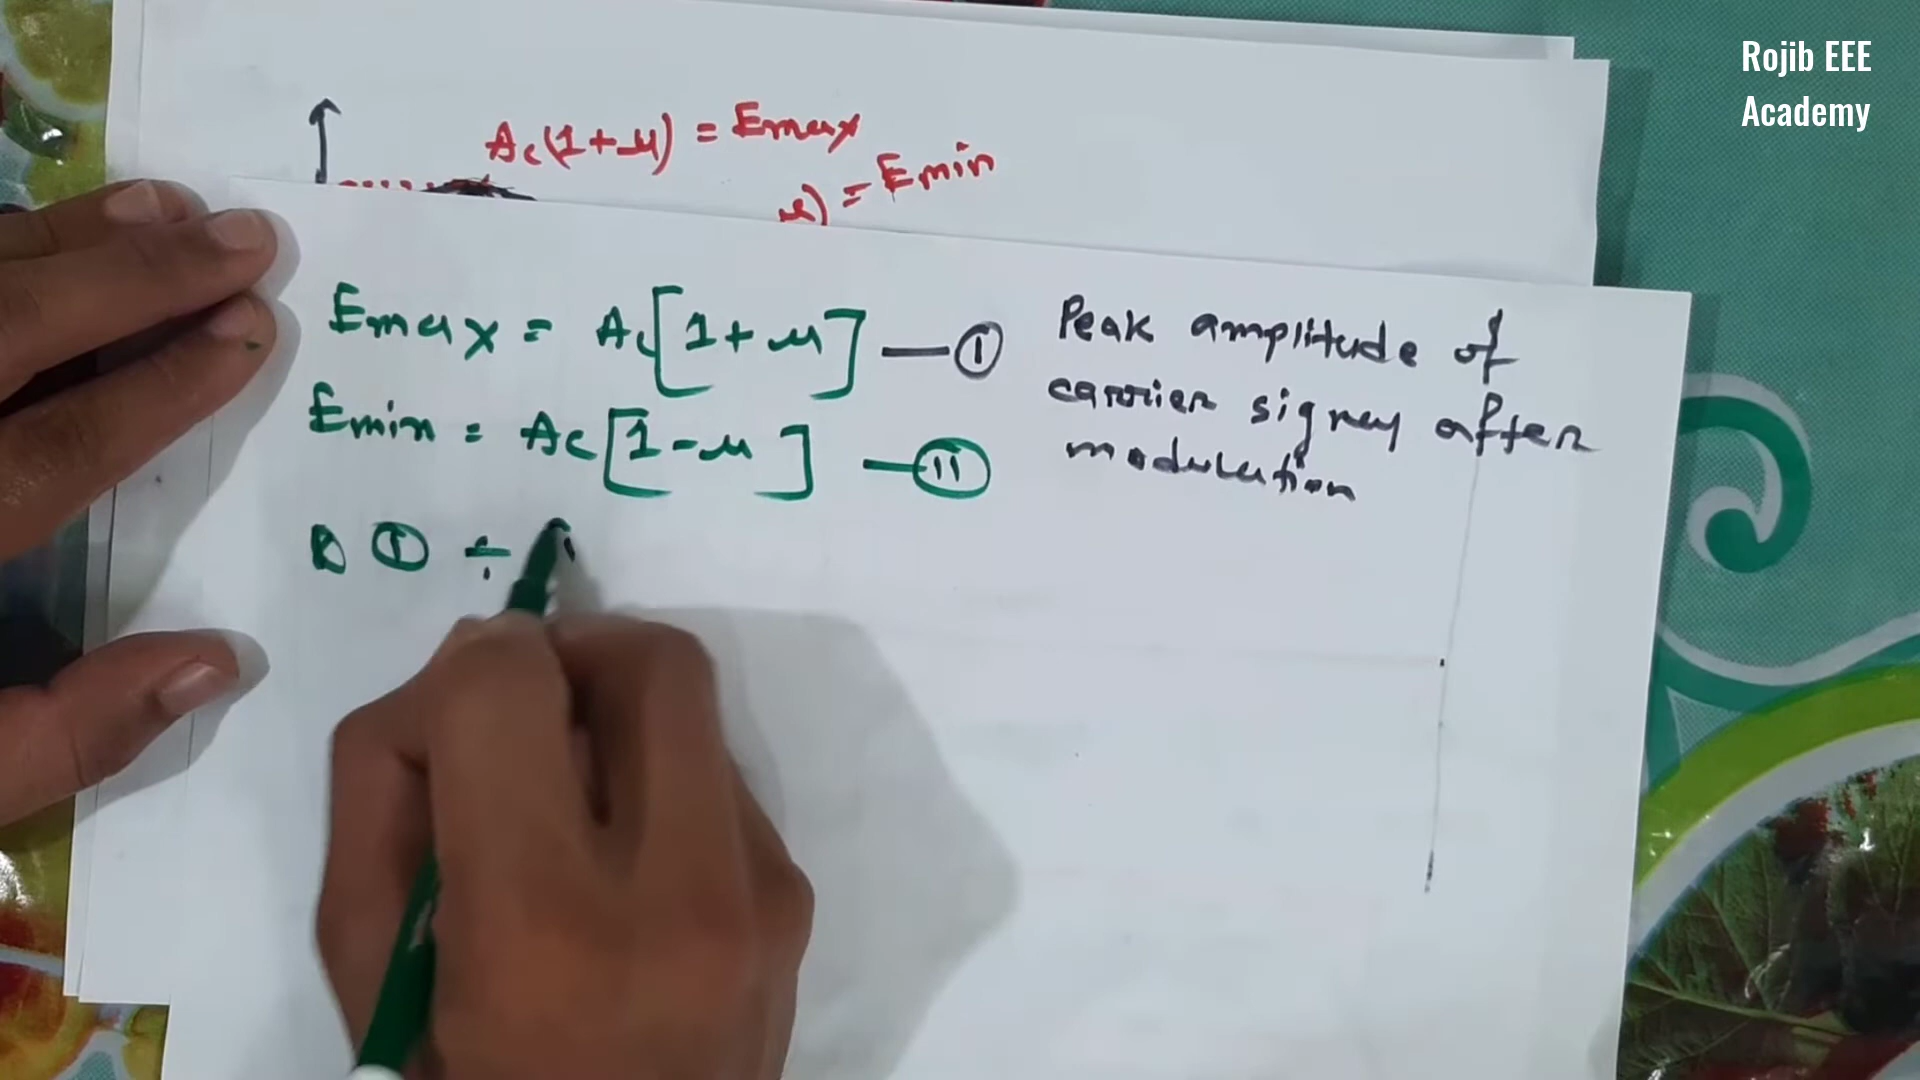 Rojib EEE
Academy
Ac(1+μ) = Emax
μ) = Emin
Emax = Ac[1+μ] —①
Emin = Ac[1-μ] —⑪
Peak amplitude of
carrier signal after
modulation
① ÷